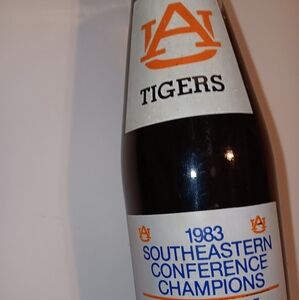 AU
TIGERS
1983
AU AU
SOUTHEASTERN
CONFERENCE
CHAMPIONS